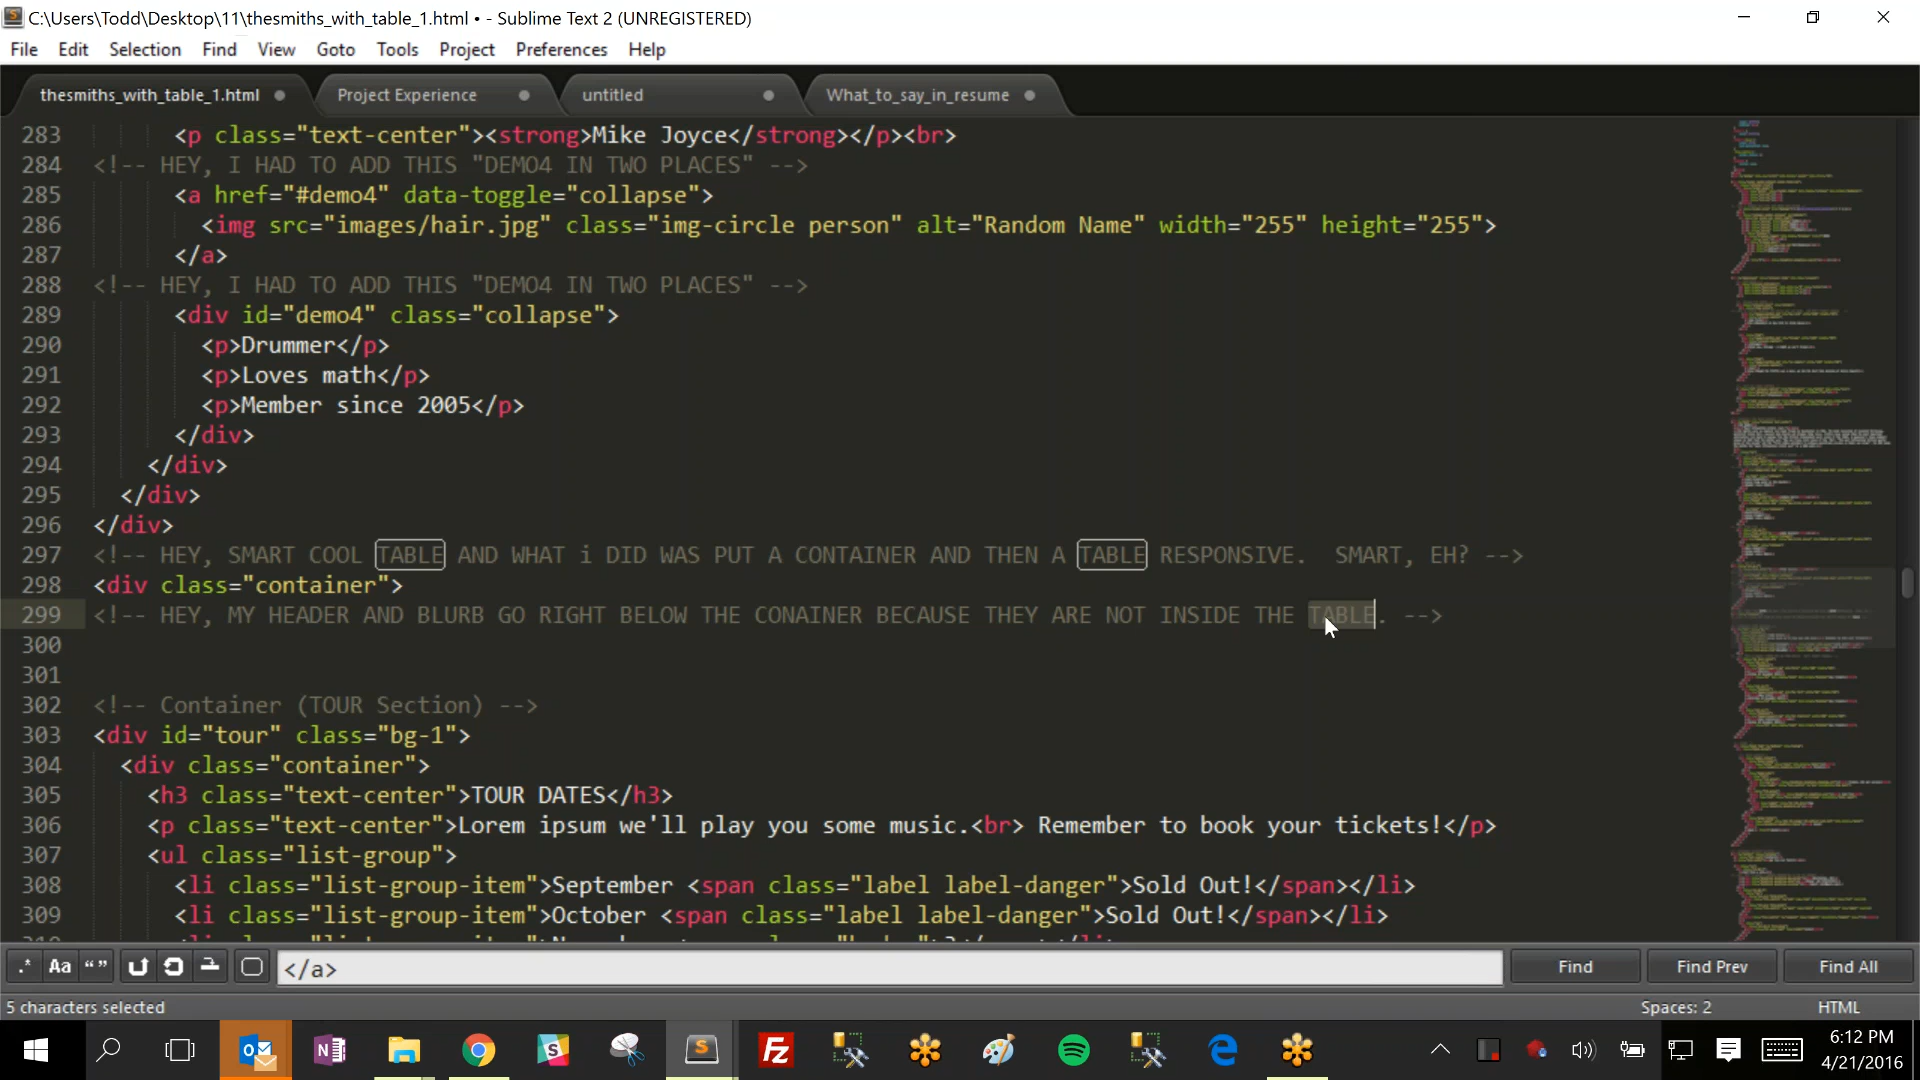 C:\Users\Todd\Desktop\11\thesmiths_with_table_1.html • - Sublime Text 2 (UNREGISTERED)
File Edit Selection Find View Goto Tools Project Preferences Help
thesmiths_with_table_1.html Project Experience untitled What_to_say_in_resume
283 <p class="text-center"><strong>Mike Joyce</strong></p><br>
284 <!-- HEY, I HAD TO ADD THIS "DEMO4 IN TWO PLACES" -->
285 <a href="#demo4" data-toggle="collapse">
286 <img src="images/hair.jpg" class="img-circle person" alt="Random Name" width="255" height="255">
287 </a>
288 <!-- HEY, I HAD TO ADD THIS "DEMO4 IN TWO PLACES" -->
289 <div id="demo4" class="collapse">
290 <p>Drummer</p>
291 <p>Loves math</p>
292 <p>Member since 2005</p>
293 </div>
294 </div>
295 </div>
296 </div>
297 <!-- HEY, SMART COOL TABLE AND WHAT i DID WAS PUT A CONTAINER AND THEN A TABLE RESPONSIVE.  SMART, EH? -->
298 <div class="container">
299 <!-- HEY, MY HEADER AND BLURB GO RIGHT BELOW THE CONAINER BECAUSE THEY ARE NOT INSIDE THE TABLE. -->
300
301
302 <!-- Container (TOUR Section) -->
303 <div id="tour" class="bg-1">
304 <div class="container">
305 <h3 class="text-center">TOUR DATES</h3>
306 <p class="text-center">Lorem ipsum we'll play you some music.<br> Remember to book your tickets!</p>
307 <ul class="list-group">
308 <li class="list-group-item">September <span class="label label-danger">Sold Out!</span></li>
309 <li class="list-group-item">October <span class="label label-danger">Sold Out!</span></li>
.* Aa “” </a> Find Find Prev Find All
5 characters selected Spaces: 2 HTML
6:12 PM
4/21/2016